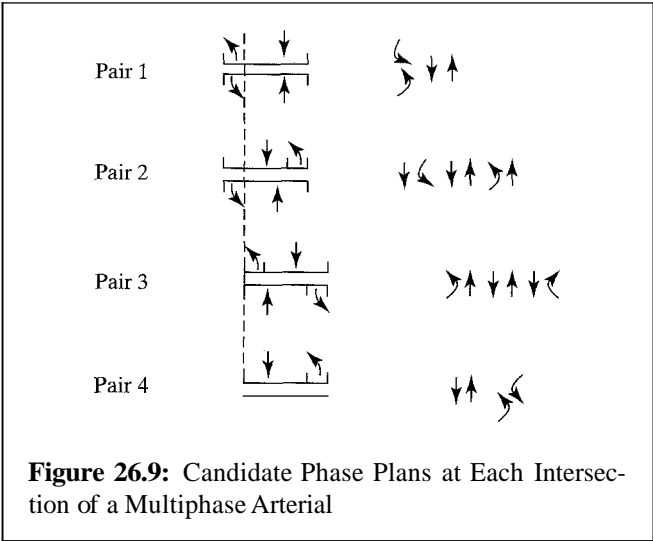 Pair 1
Pair 2
Pair 3
Pair 4
Figure 26.9: Candidate Phase Plans at Each Intersec-
tion of a Multiphase Arterial